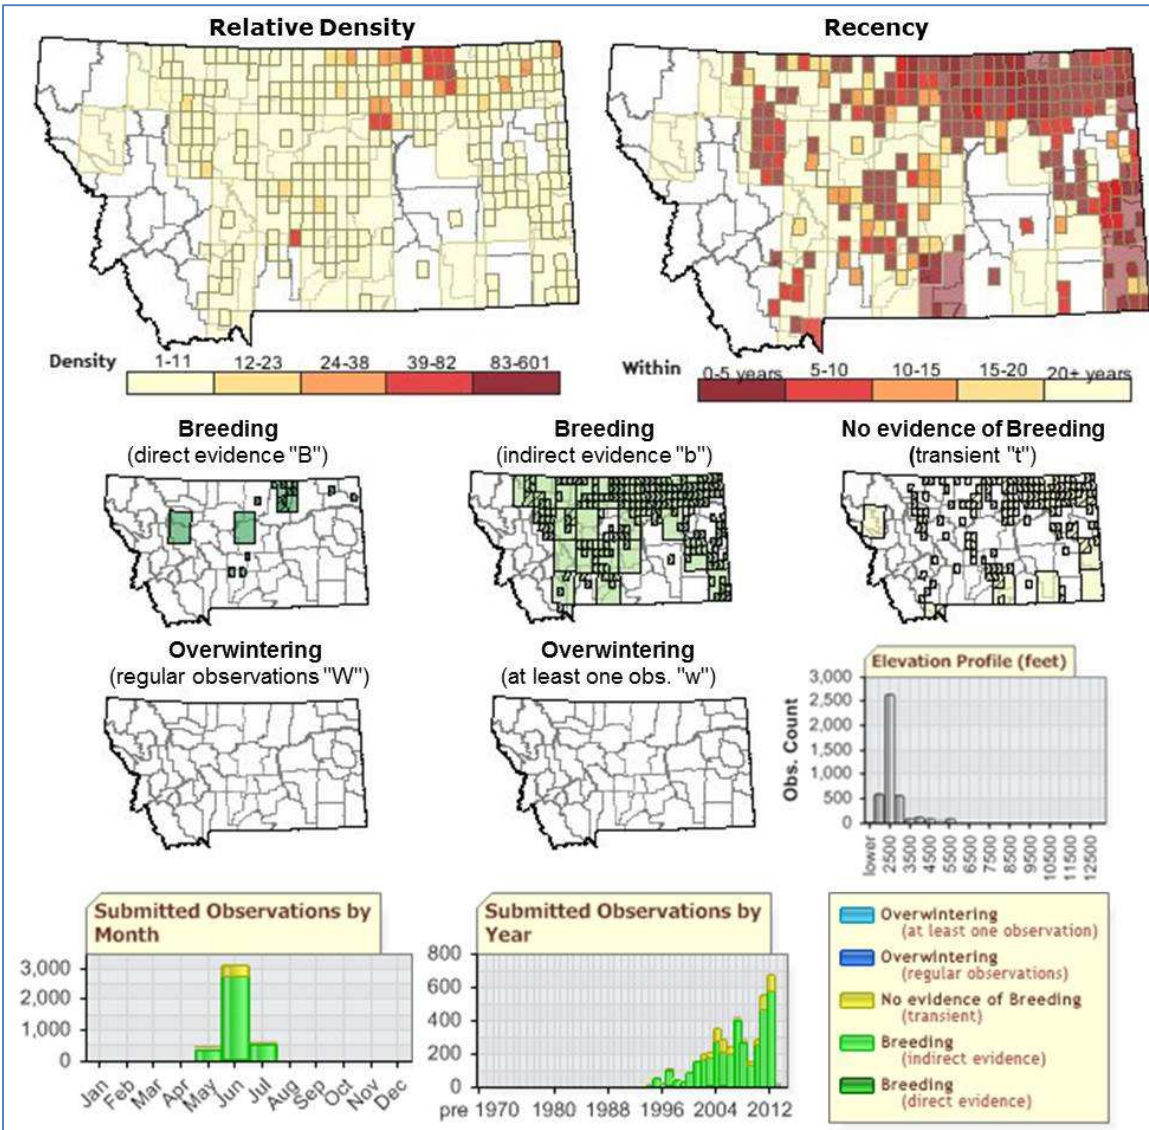 Relative Density
Recency
Density
1-11
12-23
24-38
39-82
83-601
Within
0-5 years
5-10
10-15
15-20
20+ years
Breeding
(direct evidence "B")
Breeding
(indirect evidence "b")
No evidence of Breeding
(transient "t")
Overwintering
(regular observations "W")
Overwintering
(at least one obs. "w")
Elevation Profile (feet)
Obs. Count
3,000
2,500
2,000
1,500
1,000
500
0
lower
2500
3500
4500
5500
6500
7500
8500
9500
10500
11500
12500
Submitted Observations by
Month
3,000
2,000
1,000
0
Jan
Feb
Mar
Apr
May
Jun
Jul
Aug
Sep
Oct
Nov
Dec
Submitted Observations by
Year
800
600
400
200
0
pre 1970
1980
1988
1996
2004
2012
Overwintering
(at least one observation)
Overwintering
(regular observations)
No evidence of Breeding
(transient)
Breeding
(indirect evidence)
Breeding
(direct evidence)